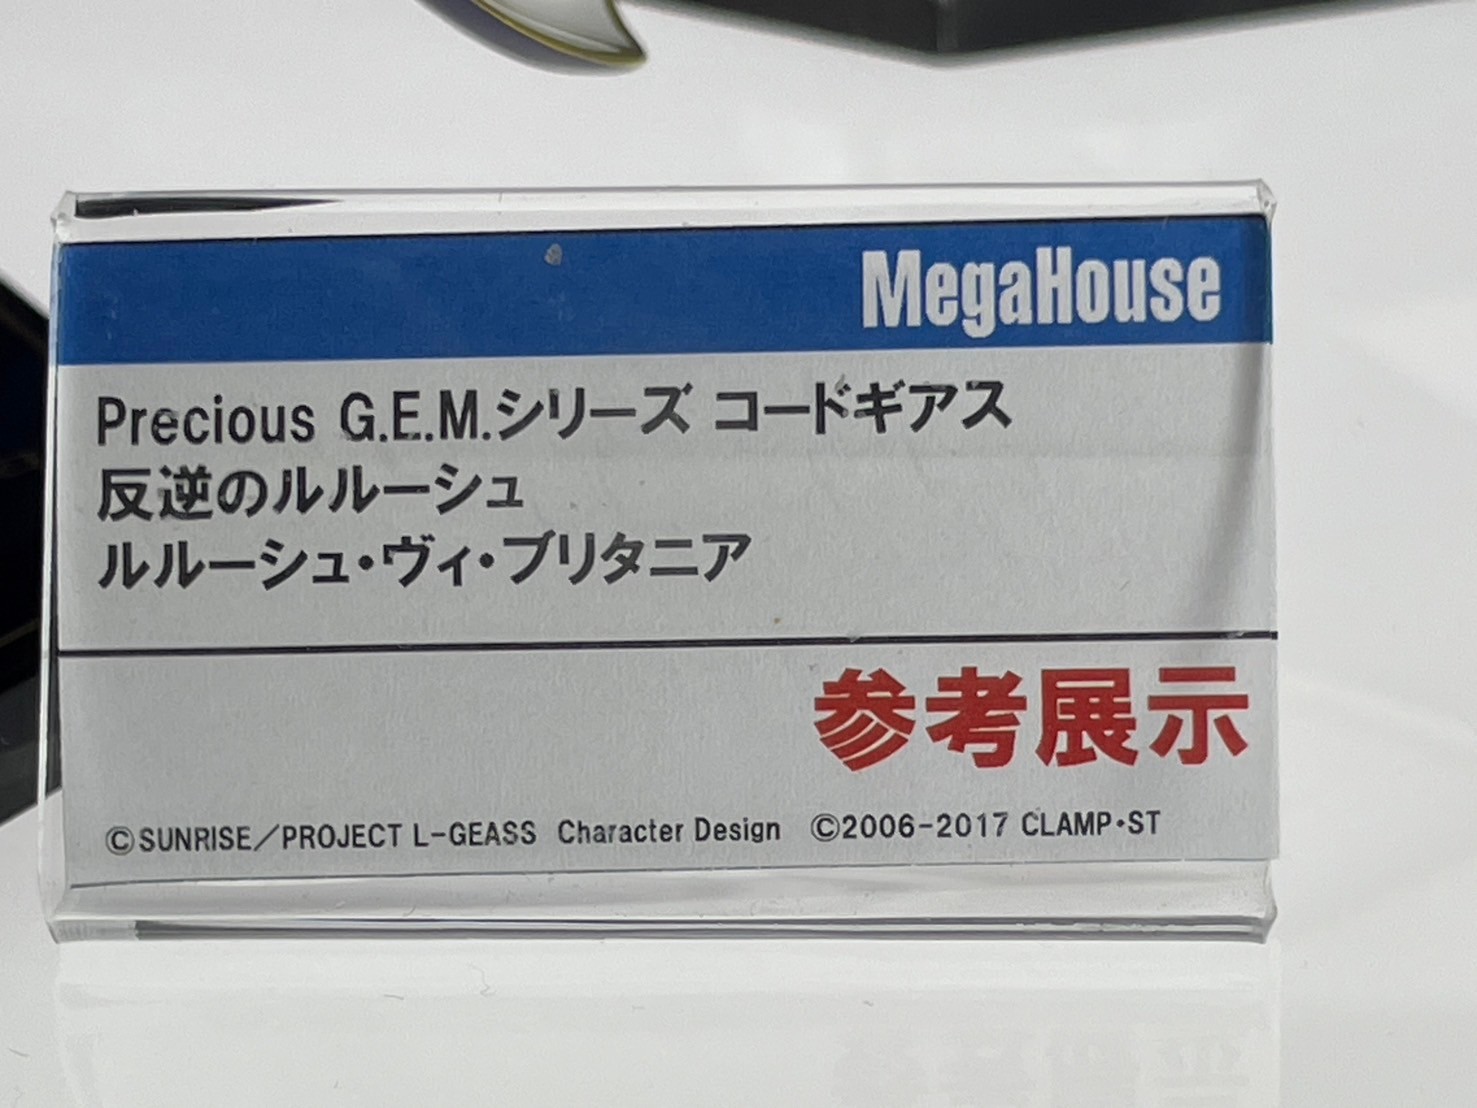 MegaHouse
Precious G.E.M.シリーズ コードギアス
反逆のルルーシュ
ルルーシュ・ヴィ・ブリタニア
参考展示
©SUNRISE／PROJECT L-GEASS Character Design ©2006-2017 CLAMP・ST